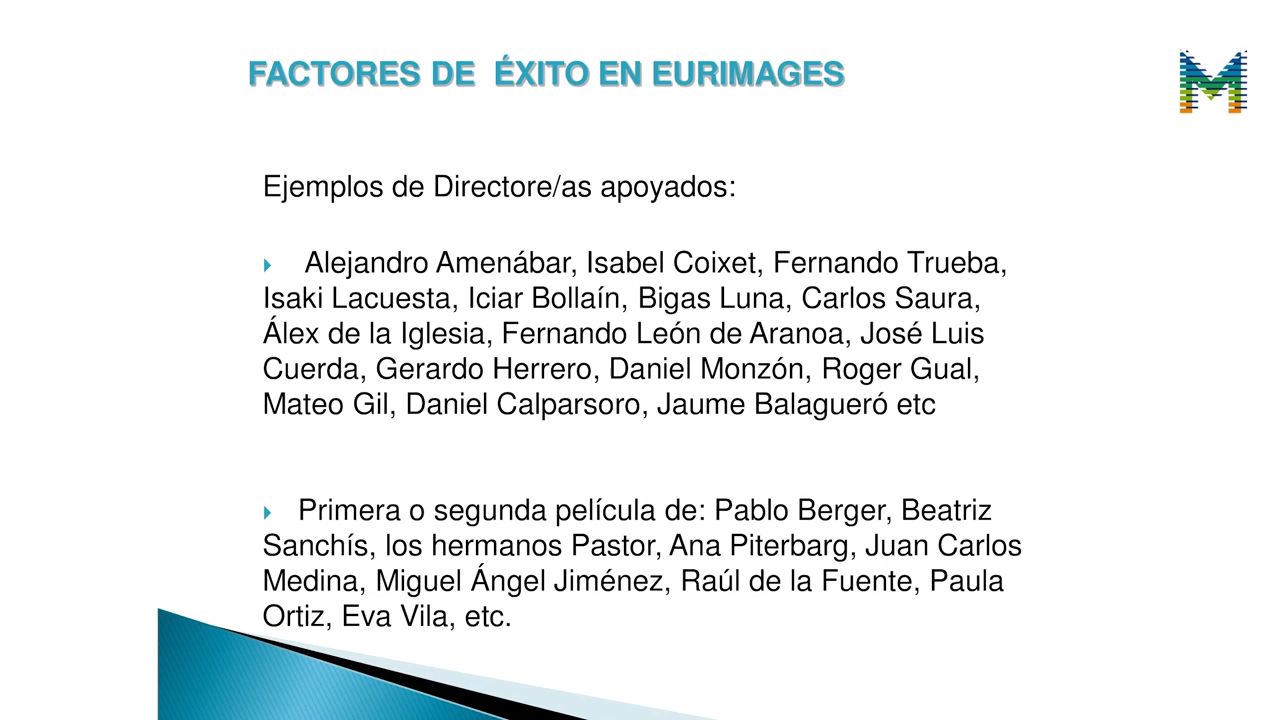 FACTORES DE ÉXITO EN EURIMAGES
Ejemplos de Directore/as apoyados:
Alejandro Amenábar, Isabel Coixet, Fernando Trueba,
Isaki Lacuesta, Iciar Bollaín, Bigas Luna, Carlos Saura,
Álex de la Iglesia, Fernando León de Aranoa, José Luis
Cuerda, Gerardo Herrero, Daniel Monzón, Roger Gual,
Mateo Gil, Daniel Calparsoro, Jaume Balagueró etc
Primera o segunda película de: Pablo Berger, Beatriz
Sanchís, los hermanos Pastor, Ana Piterbarg, Juan Carlos
Medina, Miguel Ángel Jiménez, Raúl de la Fuente, Paula
Ortiz, Eva Vila, etc.
M